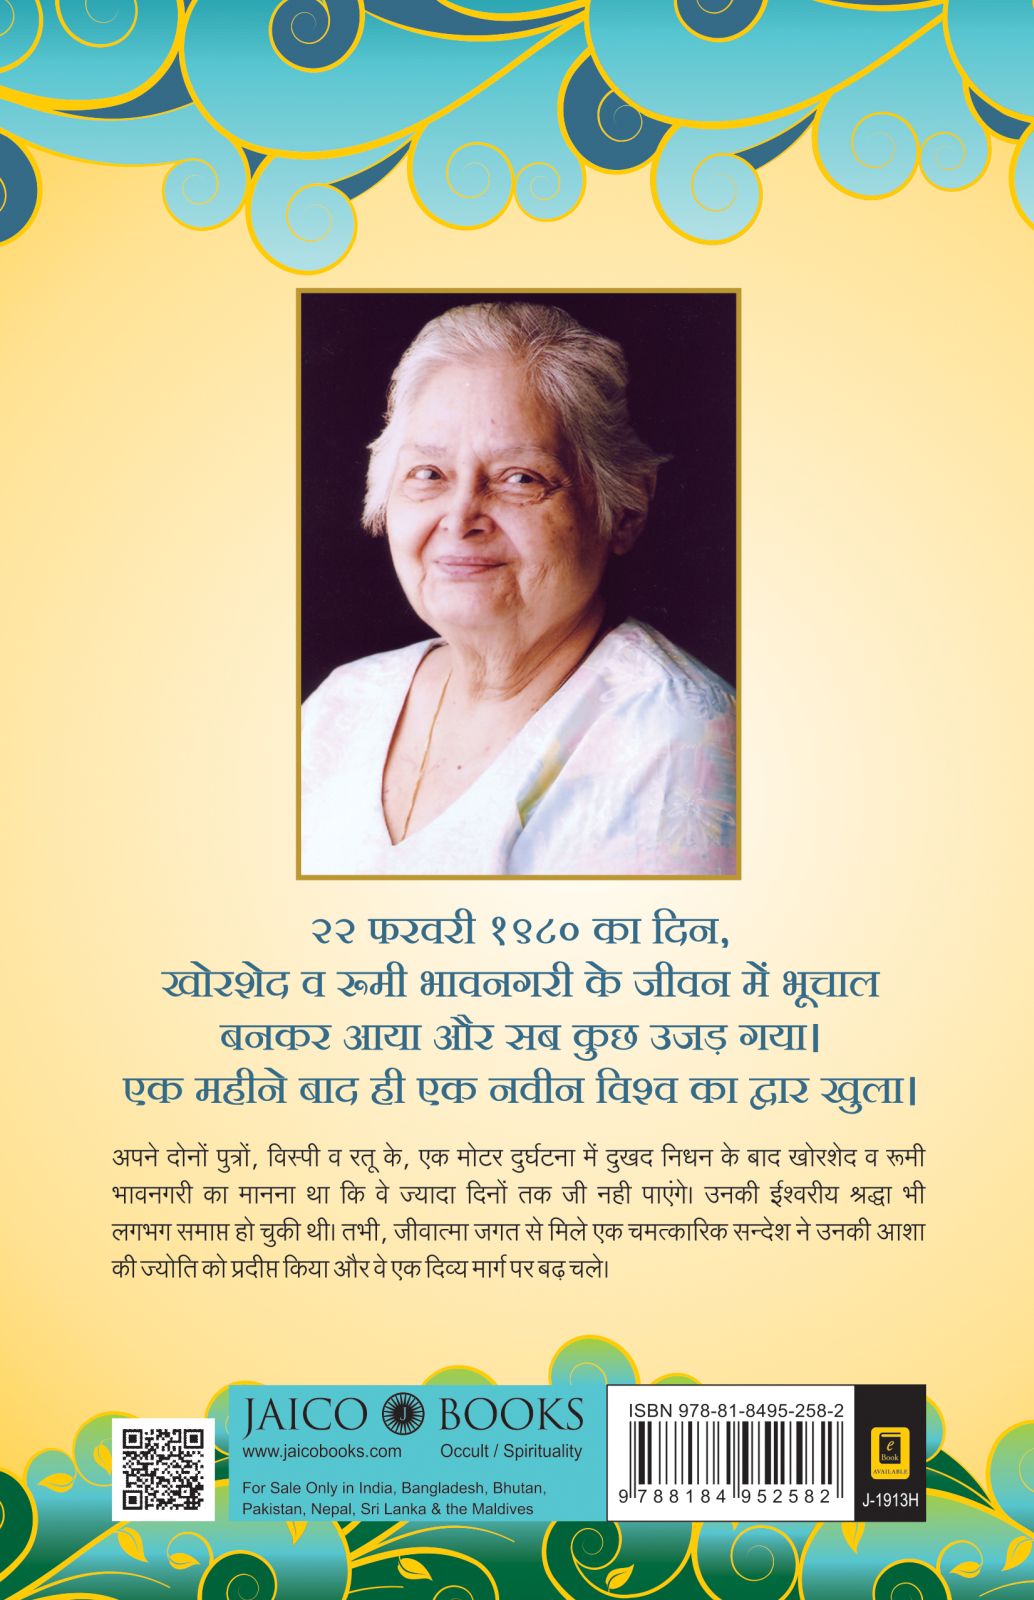 २२ फरवरी १९८० का दिन,
खोरशेद व रूमी भावनगरी के जीवन में भूचाल
बनकर आया और सब कुछ उजड़ गया।
एक महीने बाद ही एक नवीन विश्व का द्वार खुला।
अपने दोनों पुत्रों, विस्पी व रतू के, एक मोटर दुर्घटना में दुखद निधन के बाद खोरशेद व रूमी
भावनगरी का मानना था कि वे ज्यादा दिनों तक जी नही पाएंगे। उनकी ईश्वरीय श्रद्धा भी
लगभग समाप्त हो चुकी थी। तभी, जीवात्मा जगत से मिले एक चमत्कारिक सन्देश ने उनकी आशा
की ज्योति को प्रदीप्त किया और वे एक दिव्य मार्ग पर बढ़ चले।
JAICO J BOOKS
www.jaicobooks.com Occult / Spirituality
For Sale Only in India, Bangladesh, Bhutan,
Pakistan, Nepal, Sri Lanka & the Maldives
ISBN 978-81-8495-258-2
9 788184 952582
e
Book
AVAILABLE
J-1913H